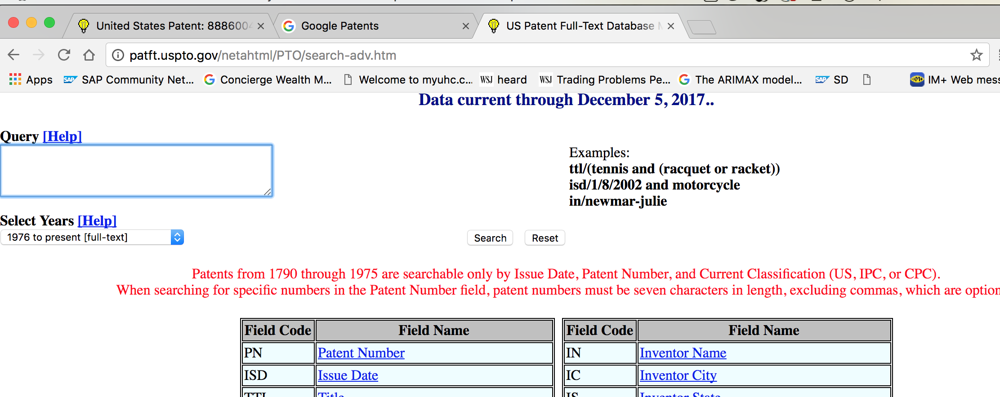 United States Patent: 8886004
Google Patents
US Patent Full-Text Database
patft.uspto.gov/netahtml/PTO/search-adv.htm
Apps SAP SAP Community Net... Concierge Wealth M... Welcome to myuhc.c... WSJ heard WSJ Trading Problems Pe... The ARIMAX model... SAP SD IM+ IM+ Web mess
Data current through December 5, 2017..
Query [Help]
Examples:
ttl/(tennis and (racquet or racket))
isd/1/8/2002 and motorcycle
in/newmar-julie
Select Years [Help]
1976 to present [full-text] Search Reset
Patents from 1790 through 1975 are searchable only by Issue Date, Patent Number, and Current Classification (US, IPC, or CPC).
When searching for specific numbers in the Patent Number field, patent numbers must be seven characters in length, excluding commas, which are option
Field Code Field Name Field Code Field Name
PN Patent Number IN Inventor Name
ISD Issue Date IC Inventor City
TTL Title IS Inventor State